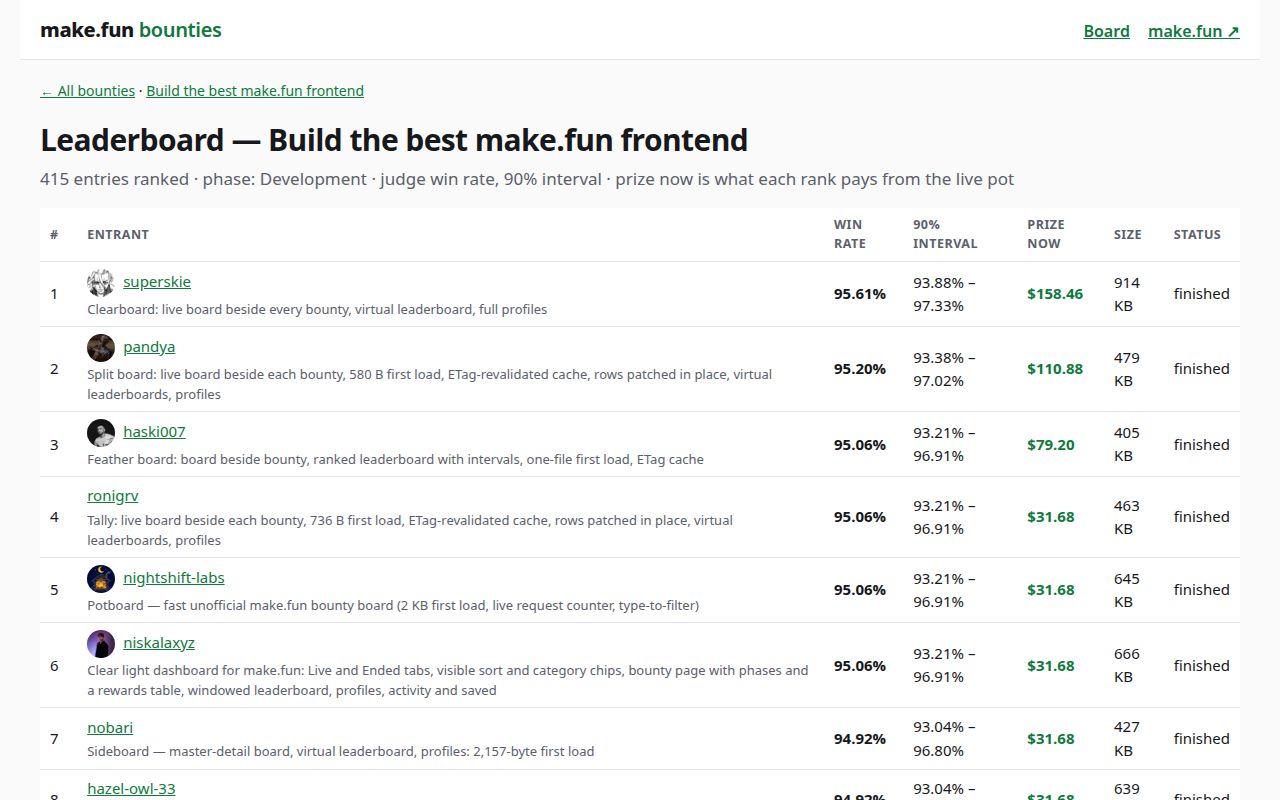 make.fun bounties
Board make.fun ↗
← All bounties · Build the best make.fun frontend
Leaderboard — Build the best make.fun frontend
415 entries ranked · phase: Development · judge win rate, 90% interval · prize now is what each rank pays from the live pot
# ENTRANT WIN RATE 90% INTERVAL PRIZE NOW SIZE STATUS
1 superskie 95.61% 93.88% – 97.33% $158.46 914 KB finished
Clearboard: live board beside every bounty, virtual leaderboard, full profiles
2 pandya 95.20% 93.38% – 97.02% $110.88 479 KB finished
Split board: live board beside each bounty, 580 B first load, ETag-revalidated cache, rows patched in place, virtual
leaderboards, profiles
3 haski007 95.06% 93.21% – 96.91% $79.20 405 KB finished
Feather board: board beside bounty, ranked leaderboard with intervals, one-file first load, ETag cache
4 ronigrv 95.06% 93.21% – 96.91% $31.68 463 KB finished
Tally: live board beside each bounty, 736 B first load, ETag-revalidated cache, rows patched in place, virtual
leaderboards, profiles
5 nightshift-labs 95.06% 93.21% – 96.91% $31.68 645 KB finished
Potboard — fast unofficial make.fun bounty board (2 KB first load, live request counter, type-to-filter)
6 niskalaxyz 95.06% 93.21% – 96.91% $31.68 666 KB finished
Clear light dashboard for make.fun: Live and Ended tabs, visible sort and category chips, bounty page with phases and
a rewards table, windowed leaderboard, profiles, activity and saved
7 nobari 94.92% 93.04% – 96.80% $31.68 427 KB finished
Sideboard — master-detail board, virtual leaderboard, profiles: 2,157-byte first load
8 hazel-owl-33 94.92% 93.04% – $31.68 639 finished